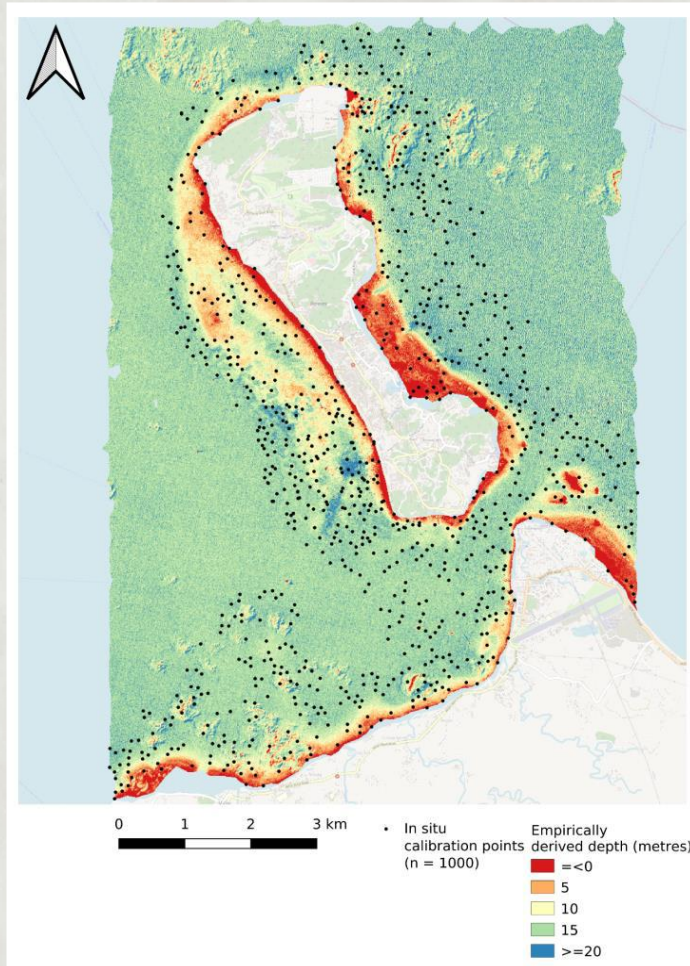 0 1 2 3 km
In situ
calibration points
(n = 1000)
Empirically
derived depth (metres)
=<0
5
10
15
>=20